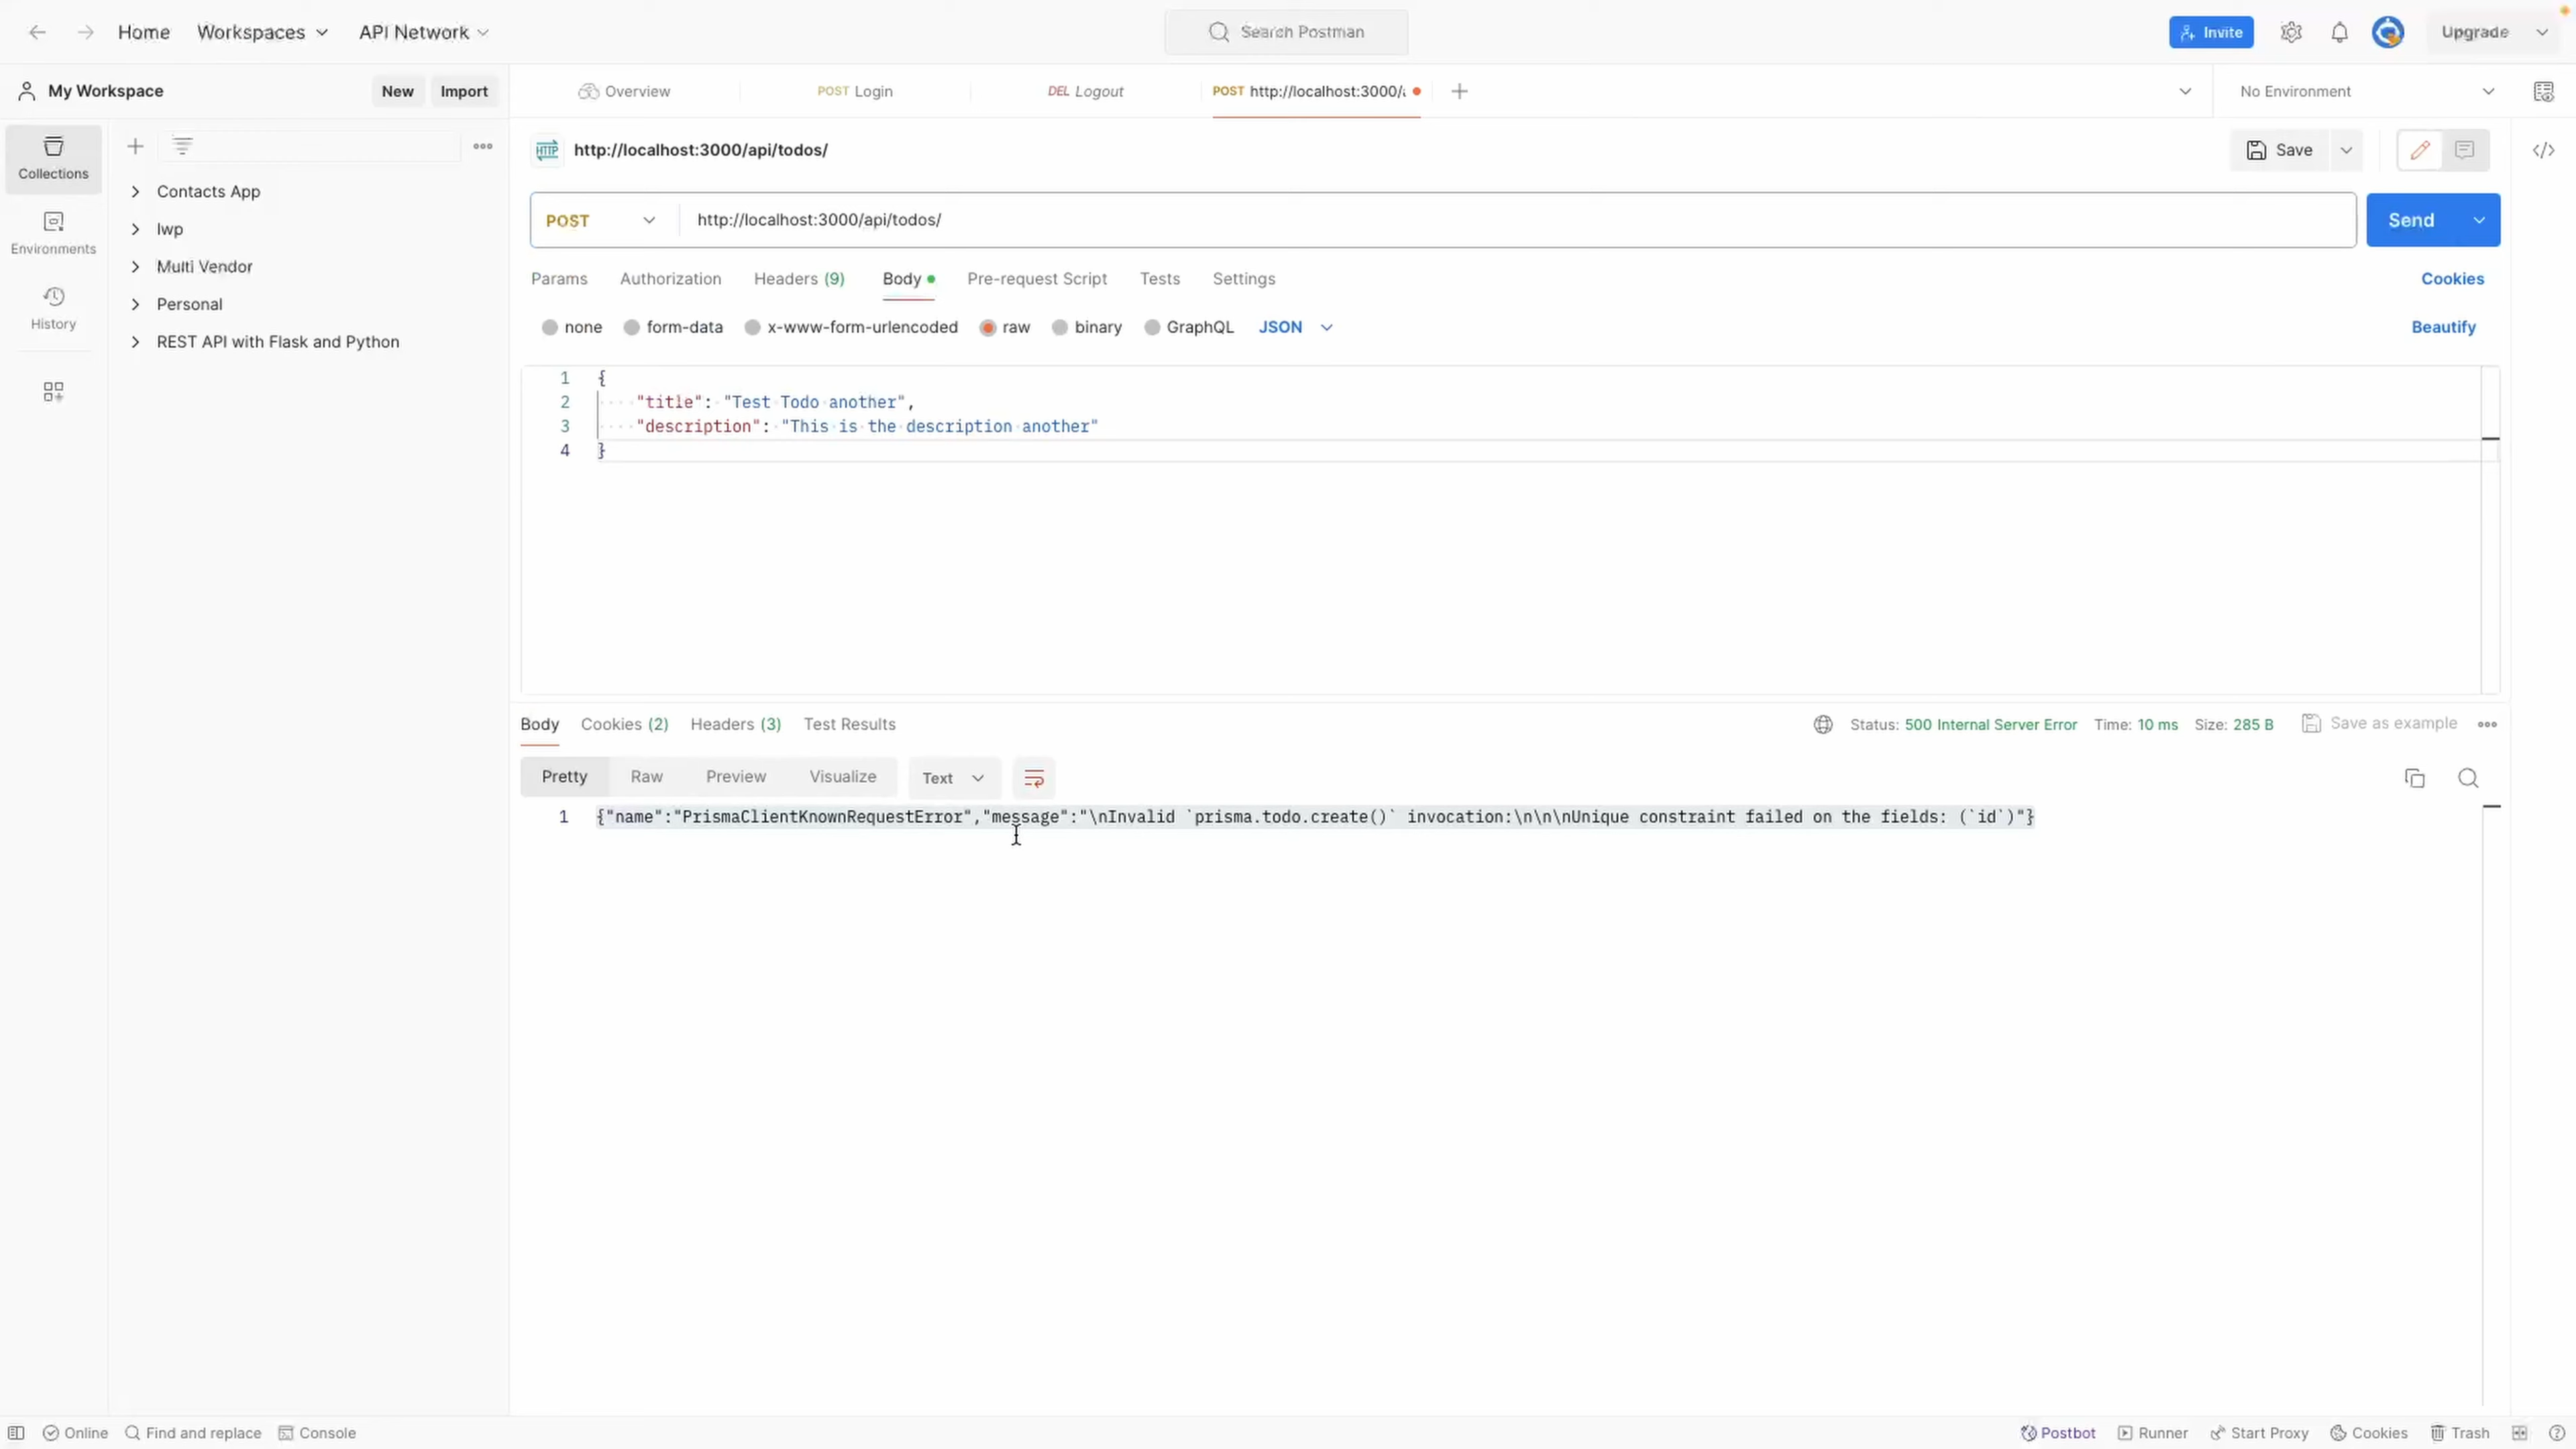 Home Workspaces API Network Search Postman Invite Upgrade
My Workspace New Import Overview POST Login DEL Logout POST http://localhost:3000/a No Environment
Collections
Environments
History
Contacts App
lwp
Multi Vendor
Personal
REST API with Flask and Python
HTTP http://localhost:3000/api/todos/ Save
POST http://localhost:3000/api/todos/ Send
Params Authorization Headers (9) Body Pre-request Script Tests Settings Cookies
none form-data x-www-form-urlencoded raw binary GraphQL JSON Beautify
1 {
2 "title": "Test Todo another",
3 "description": "This is the description another"
4 }
Body Cookies (2) Headers (3) Test Results Status: 500 Internal Server Error Time: 10 ms Size: 285 B Save as example
Pretty Raw Preview Visualize Text
1 {"name":"PrismaClientKnownRequestError","message":"\nInvalid `prisma.todo.create()` invocation:\n\n\nUnique constraint failed on the fields: (`id`)"}
Online Find and replace Console Postbot Runner Start Proxy Cookies Trash